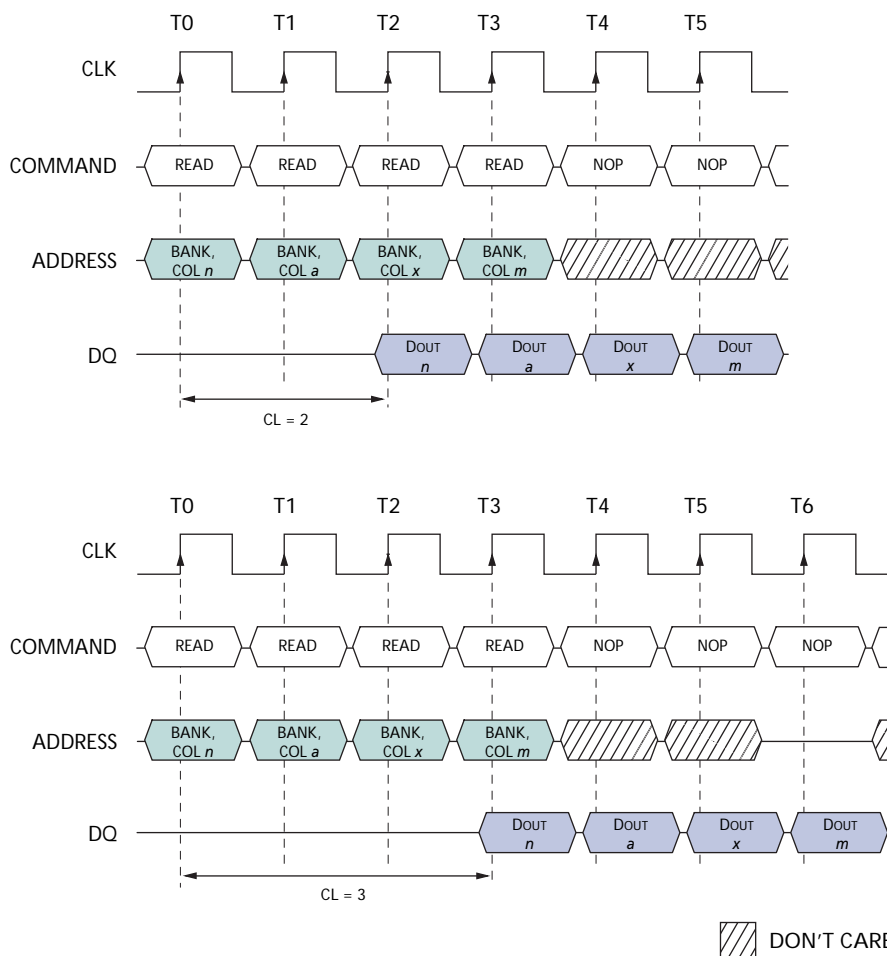 T0 T1 T2 T3 T4 T5
CLK
COMMAND READ READ READ READ NOP NOP
ADDRESS BANK, COL n BANK, COL a BANK, COL x BANK, COL m
DQ DOUT n DOUT a DOUT x DOUT m
CL = 2
T0 T1 T2 T3 T4 T5 T6
CLK
COMMAND READ READ READ READ NOP NOP NOP
ADDRESS BANK, COL n BANK, COL a BANK, COL x BANK, COL m
DQ DOUT n DOUT a DOUT x DOUT m
CL = 3
DON'T CARE